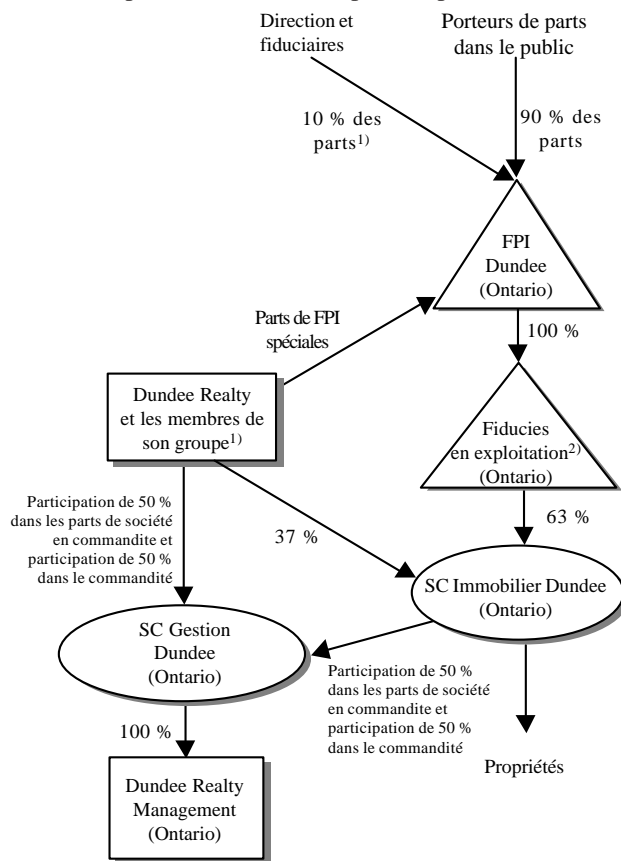 Direction et
fiduciaires
Porteurs de parts
dans le public
10 % des
parts1)
90 % des
parts
FPI
Dundee
(Ontario)
Parts de FPI
spéciales
100 %
Dundee Realty
et les membres de
son groupe1)
Fiducies
en exploitation2)
(Ontario)
Participation de 50 %
dans les parts de société
en commandite et
participation de 50 %
dans le commandité
37 %
63 %
SC Immobilier Dundee
(Ontario)
SC Gestion
Dundee
(Ontario)
Participation de 50 %
dans les parts de société
en commandite et
participation de 50 %
dans le commandité
100 %
Propriétés
Dundee Realty
Management
(Ontario)